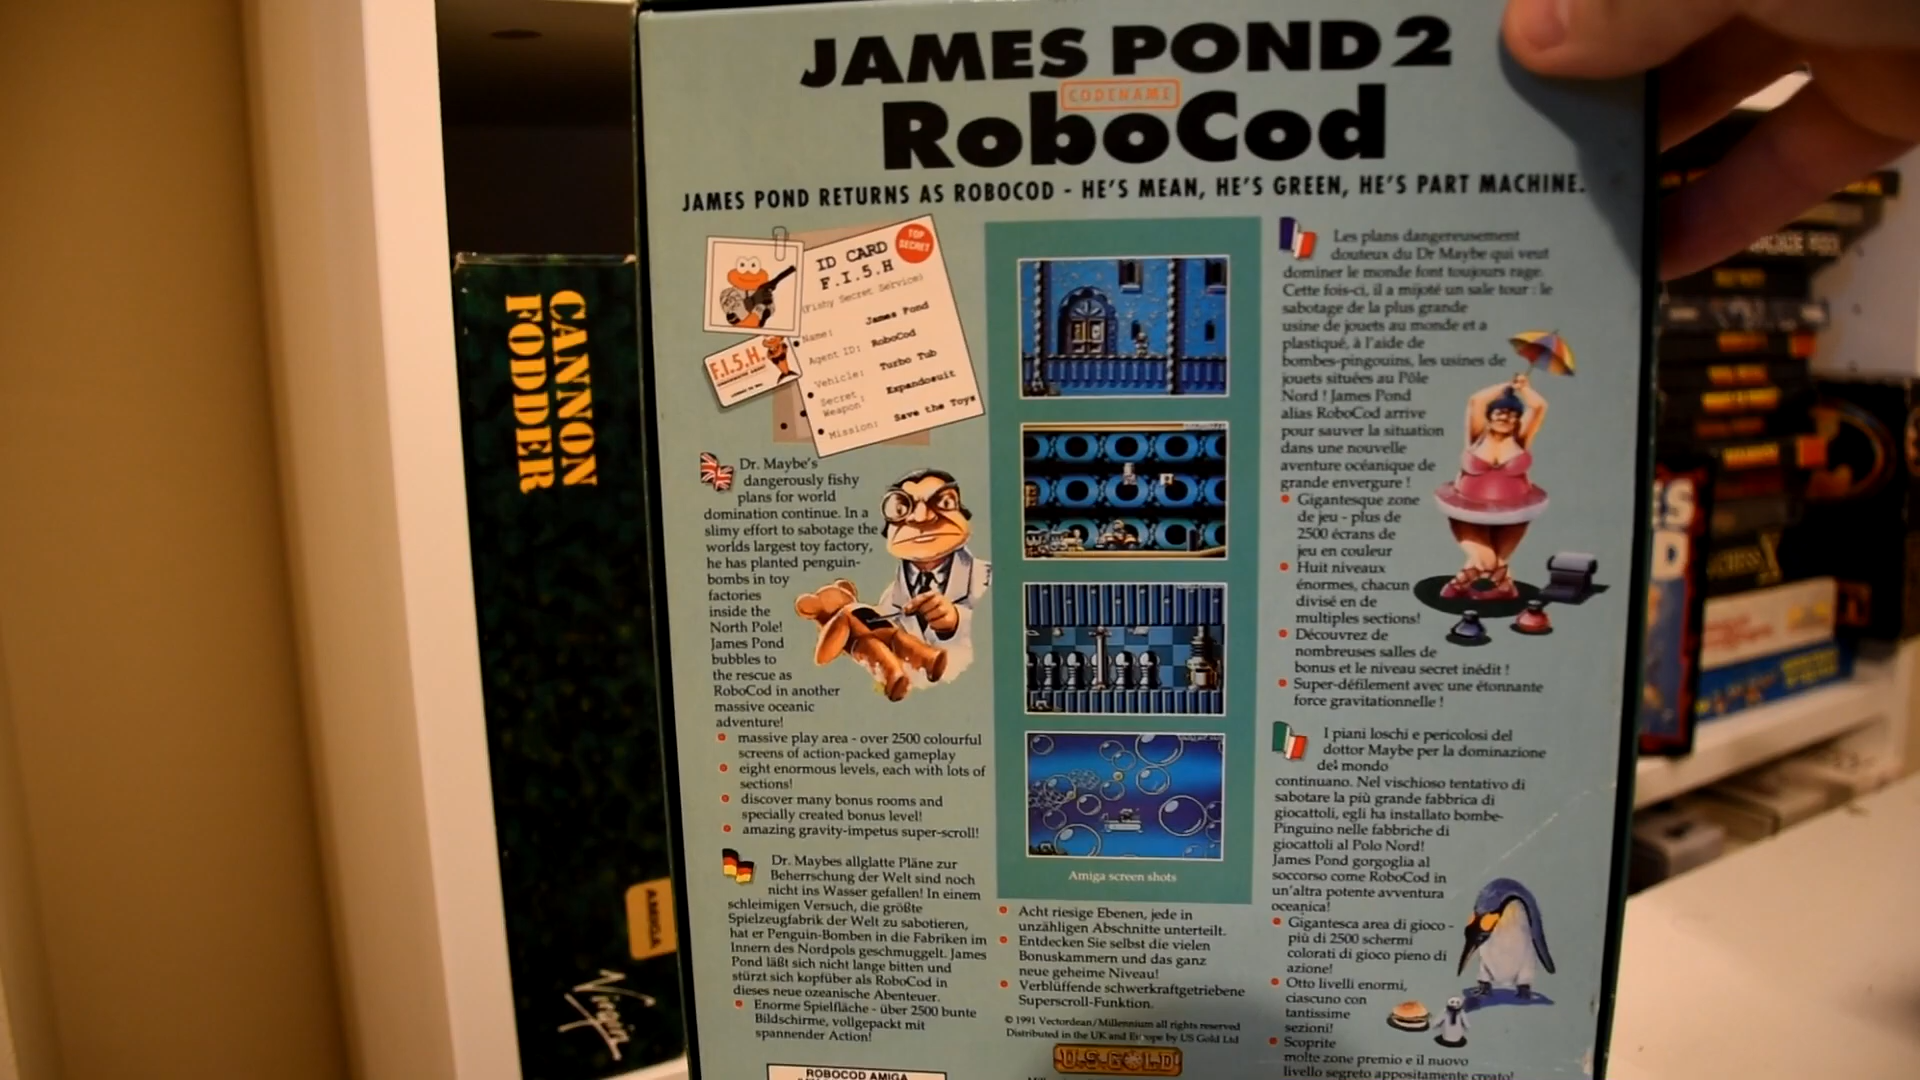 JAMES POND 2
CODENAME
RoboCod
JAMES POND RETURNS AS ROBOCOD - HE'S MEAN, HE'S GREEN, HE'S PART MACHINE.
TOP SECRET
ID CARD
F.I.5.H
(Fishy Secret Service)
Name: James Pond
Agent ID: RoboCod
Vehicle: Turbo Tub
Secret Weapon: Expandosuit
Mission: Save the Toys
F.I.5.H.
Dr. Maybe's
dangerously fishy
plans for world
domination continue. In a
slimy effort to sabotage the
worlds largest toy factory,
he has planted penguin-
bombs in toy
factories
inside the
North Pole!
James Pond
bubbles to
the rescue as
RoboCod in another
massive oceanic
adventure!
massive play area - over 2500 colourful
screens of action-packed gameplay
eight enormous levels, each with lots of
sections!
discover many bonus rooms and
specially created bonus level!
amazing gravity-impetus super-scroll!
Dr. Maybes allglatte Pläne zur
Beherrschung der Welt sind noch
nicht ins Wasser gefallen! In einem
schleimigen Versuch, die größte
Spielzeugfabrik der Welt zu sabotieren,
hat er Penguin-Bomben in die Fabriken im
Innern des Nordpols geschmuggelt. James
Pond läßt sich nicht lange bitten und
stürzt sich kopfüber als RoboCod in
dieses neue ozeanische Abenteuer.
Enorme Spielfläche - über 2500 bunte
Bildschirme, vollgepackt mit
spannender Action!
ROBOCOD AMIGA
Amiga screen shots
Acht riesige Ebenen, jede in
unzähligen Abschnitte unterteilt.
Entdecken Sie selbst die vielen
Bonuskammern und das ganz
neue geheime Niveau!
Verblüffende schwerkraftgetriebene
Superscroll-Funktion.
© 1991 Vectordean/Millennium all rights reserved
Distributed in the UK and Europe by US Gold Ltd
U.S. GOLD
Les plans dangereusement
douteux du Dr Maybe qui veut
dominer le monde font toujours rage.
Cette fois-ci, il a mijoté un sale tour : le
sabotage de la plus grande
usine de jouets au monde et a
plastiqué, à l'aide de
bombes-pingouins, les usines de
jouets situées au Pôle
Nord ! James Pond
alias RoboCod arrive
pour sauver la situation
dans une nouvelle
aventure océanique de
grande envergure !
Gigantesque zone
de jeu - plus de
2500 écrans de
jeu en couleur
Huit niveaux
énormes, chacun
divisé en de
multiples sections!
Découvrez de
nombreuses salles de
bonus et le niveau secret inédit !
Super-défilement avec une étonnante
force gravitationnelle !
I piani loschi e pericolosi del
dottor Maybe per la dominazione
del mondo
continuano. Nel vischioso tentativo di
sabotare la più grande fabbrica di
giocattoli, egli ha installato bombe-
Pinguino nelle fabbriche di
giocattoli al Polo Nord!
James Pond gorgoglia al
soccorso come RoboCod in
un'altra potente avventura
oceanica!
Gigantesca area di gioco -
più di 2500 schermi
colorati di gioco pieno di
azione!
Otto livelli enormi,
ciascuno con
tantissime
sezioni!
Scoprite
molte zone premio e il nuovo
livello segreto appositamente creato!
CANNON
FODDER
AMIGA
Virgin